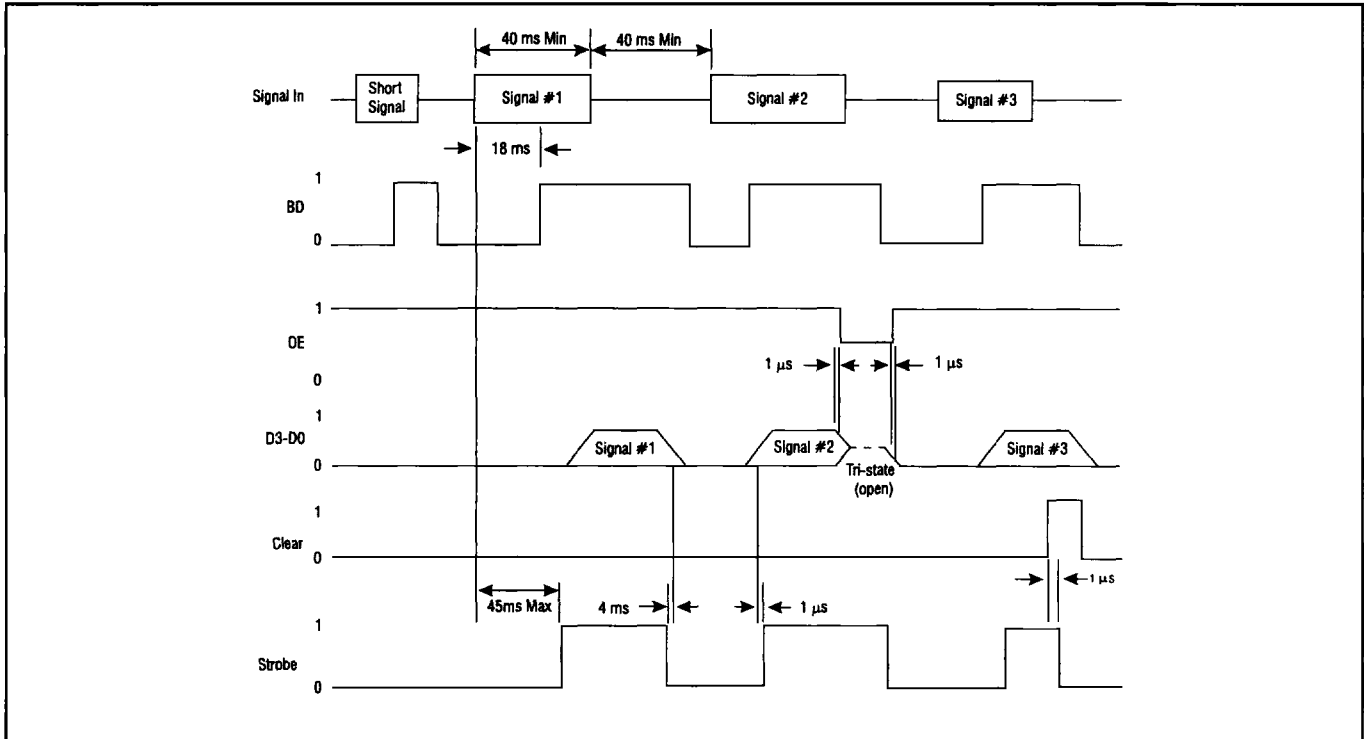 40 ms Min 40 ms Min
Signal In
Short
Signal
Signal #1
Signal #2
Signal #3
18 ms
1
BD
0
1
OE
0
1 µs
1 µs
1
D3-D0
0
Signal #1
Signal #2
Tri-state
(open)
Signal #3
1
Clear
0
1 µs
45ms Max
4 ms
1 µs
1
Strobe
0